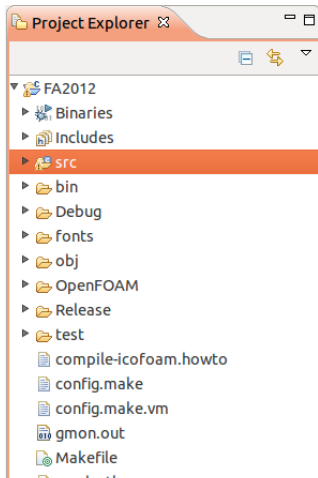 Project Explorer
FA2012
Binaries
Includes
src
bin
Debug
fonts
obj
OpenFOAM
Release
test
compile-icofoam.howto
config.make
config.make.vm
gmon.out
Makefile